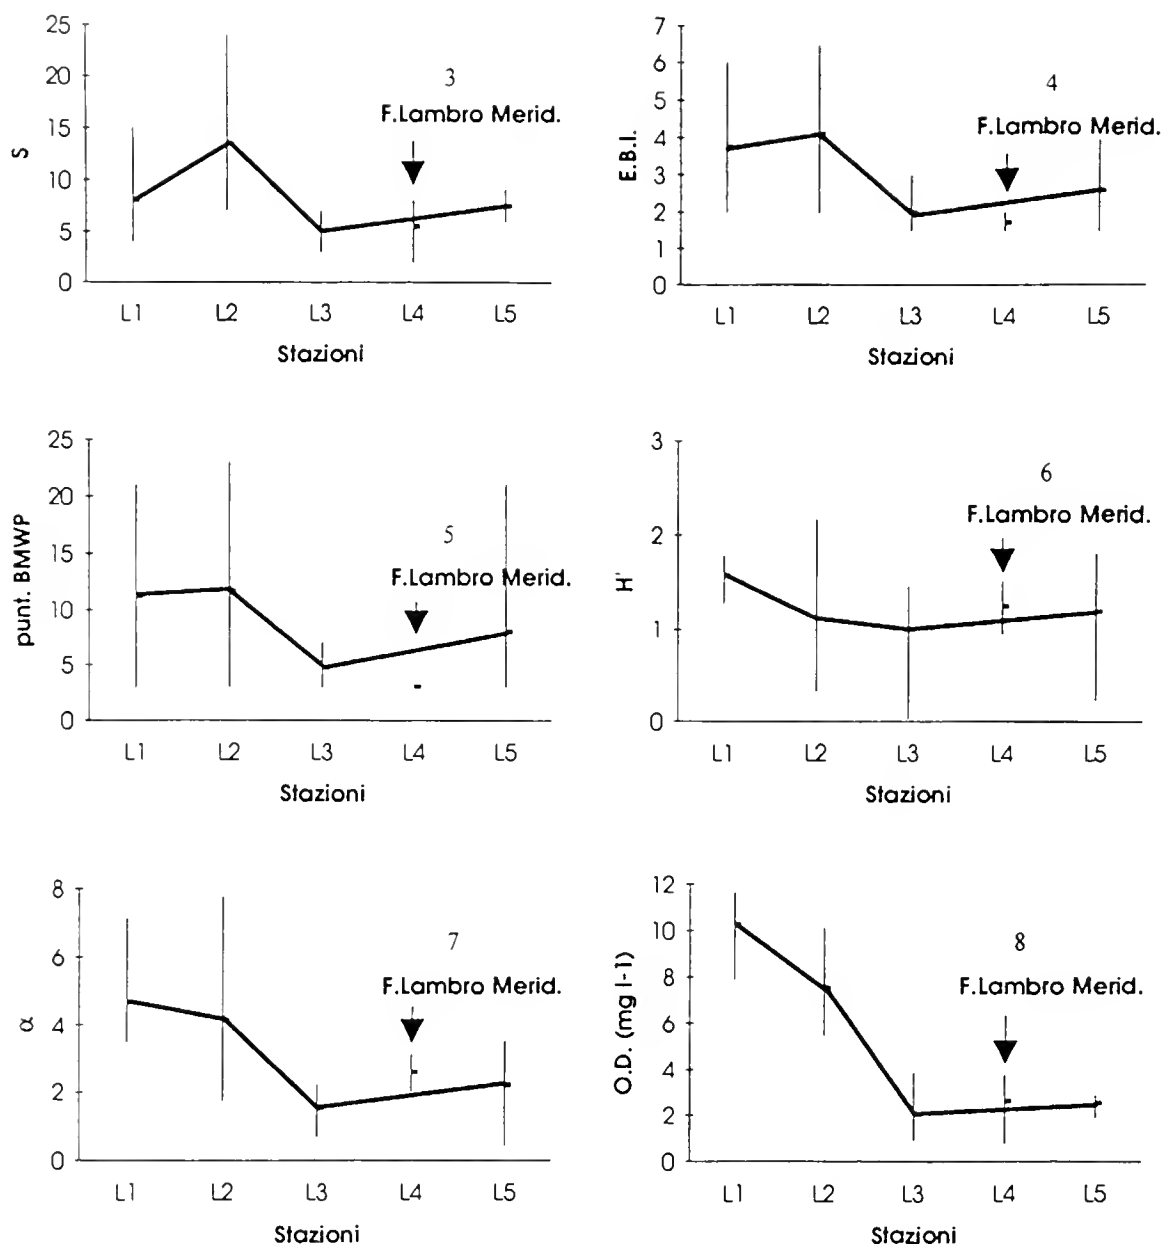 25
20
15
10
5
0
S
3
F.Lambro Merid.
L1 L2 L3 L4 L5
Stazioni
7
6
5
4
3
2
1
0
E.B.I.
4
F.Lambro Merid.
L1 L2 L3 L4 L5
Stazioni
25
20
15
10
5
0
punt. BMWP
5
F.Lambro Merid.
L1 L2 L3 L4 L5
Stazioni
3
2
1
0
H'
6
F.Lambro Merid.
L1 L2 L3 L4 L5
Stazioni
8
6
4
2
0
α
7
F.Lambro Merid.
L1 L2 L3 L4 L5
Stazioni
12
10
8
6
4
2
0
O.D. (mg l-1)
8
F.Lambro Merid.
L1 L2 L3 L4 L5
Stazioni